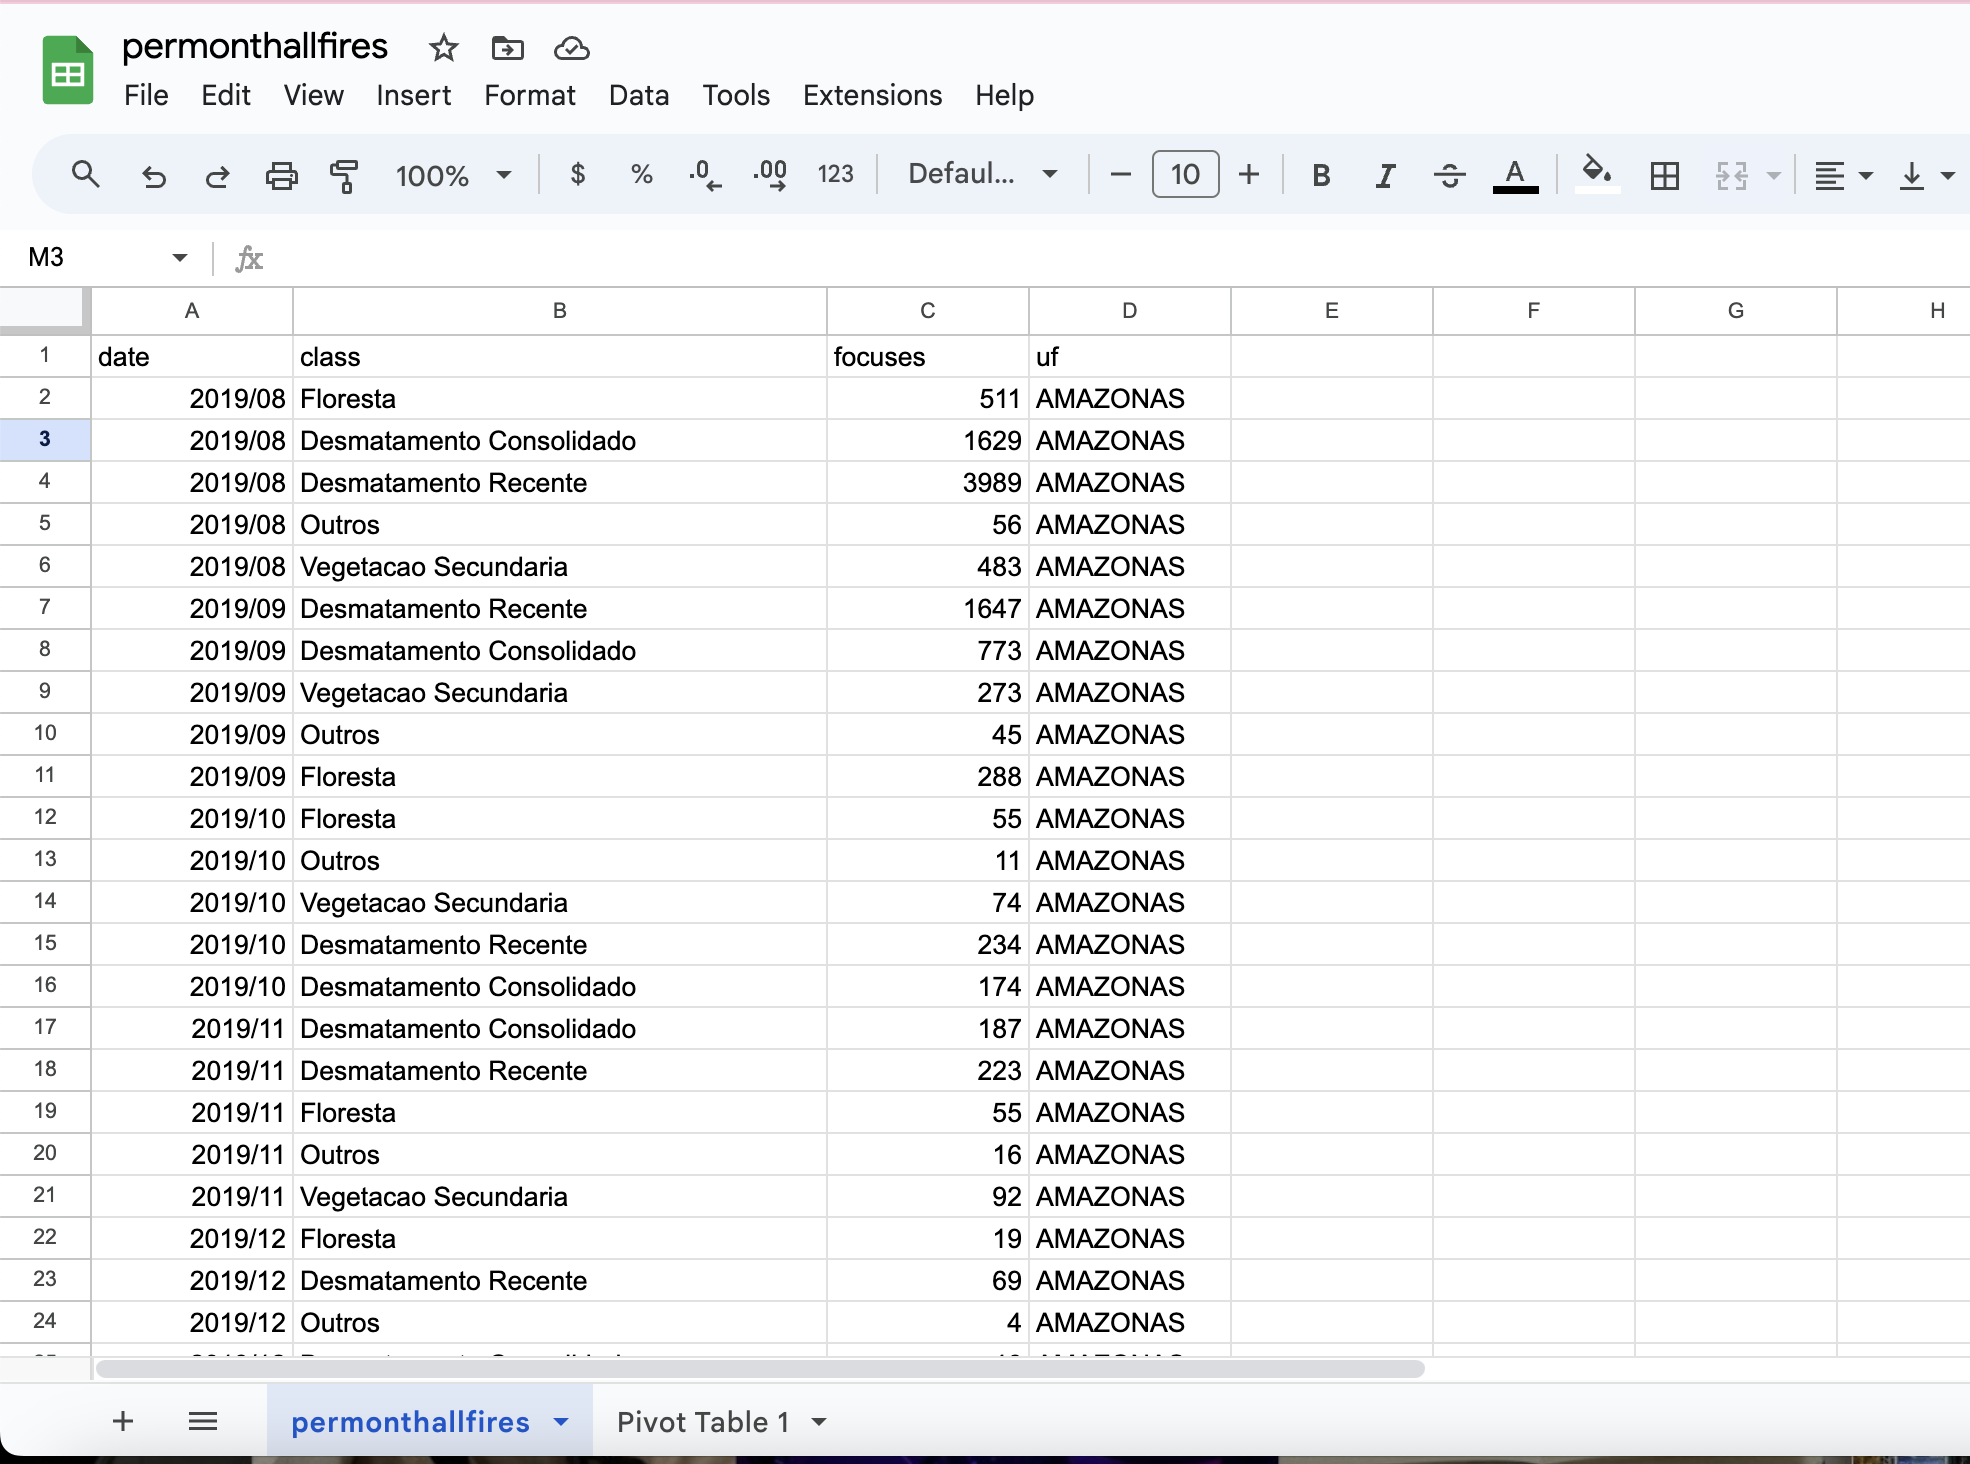 permonthallfires
File Edit View Insert Format Data Tools Extensions Help
100% $ % .0 .00 123 Defaul... 10 B I A
M3 fx
A B C D E F G H
1 date class focuses uf
2 2019/08 Floresta 511 AMAZONAS
3 2019/08 Desmatamento Consolidado 1629 AMAZONAS
4 2019/08 Desmatamento Recente 3989 AMAZONAS
5 2019/08 Outros 56 AMAZONAS
6 2019/08 Vegetacao Secundaria 483 AMAZONAS
7 2019/09 Desmatamento Recente 1647 AMAZONAS
8 2019/09 Desmatamento Consolidado 773 AMAZONAS
9 2019/09 Vegetacao Secundaria 273 AMAZONAS
10 2019/09 Outros 45 AMAZONAS
11 2019/09 Floresta 288 AMAZONAS
12 2019/10 Floresta 55 AMAZONAS
13 2019/10 Outros 11 AMAZONAS
14 2019/10 Vegetacao Secundaria 74 AMAZONAS
15 2019/10 Desmatamento Recente 234 AMAZONAS
16 2019/10 Desmatamento Consolidado 174 AMAZONAS
17 2019/11 Desmatamento Consolidado 187 AMAZONAS
18 2019/11 Desmatamento Recente 223 AMAZONAS
19 2019/11 Floresta 55 AMAZONAS
20 2019/11 Outros 16 AMAZONAS
21 2019/11 Vegetacao Secundaria 92 AMAZONAS
22 2019/12 Floresta 19 AMAZONAS
23 2019/12 Desmatamento Recente 69 AMAZONAS
24 2019/12 Outros 4 AMAZONAS
permonthallfires Pivot Table 1